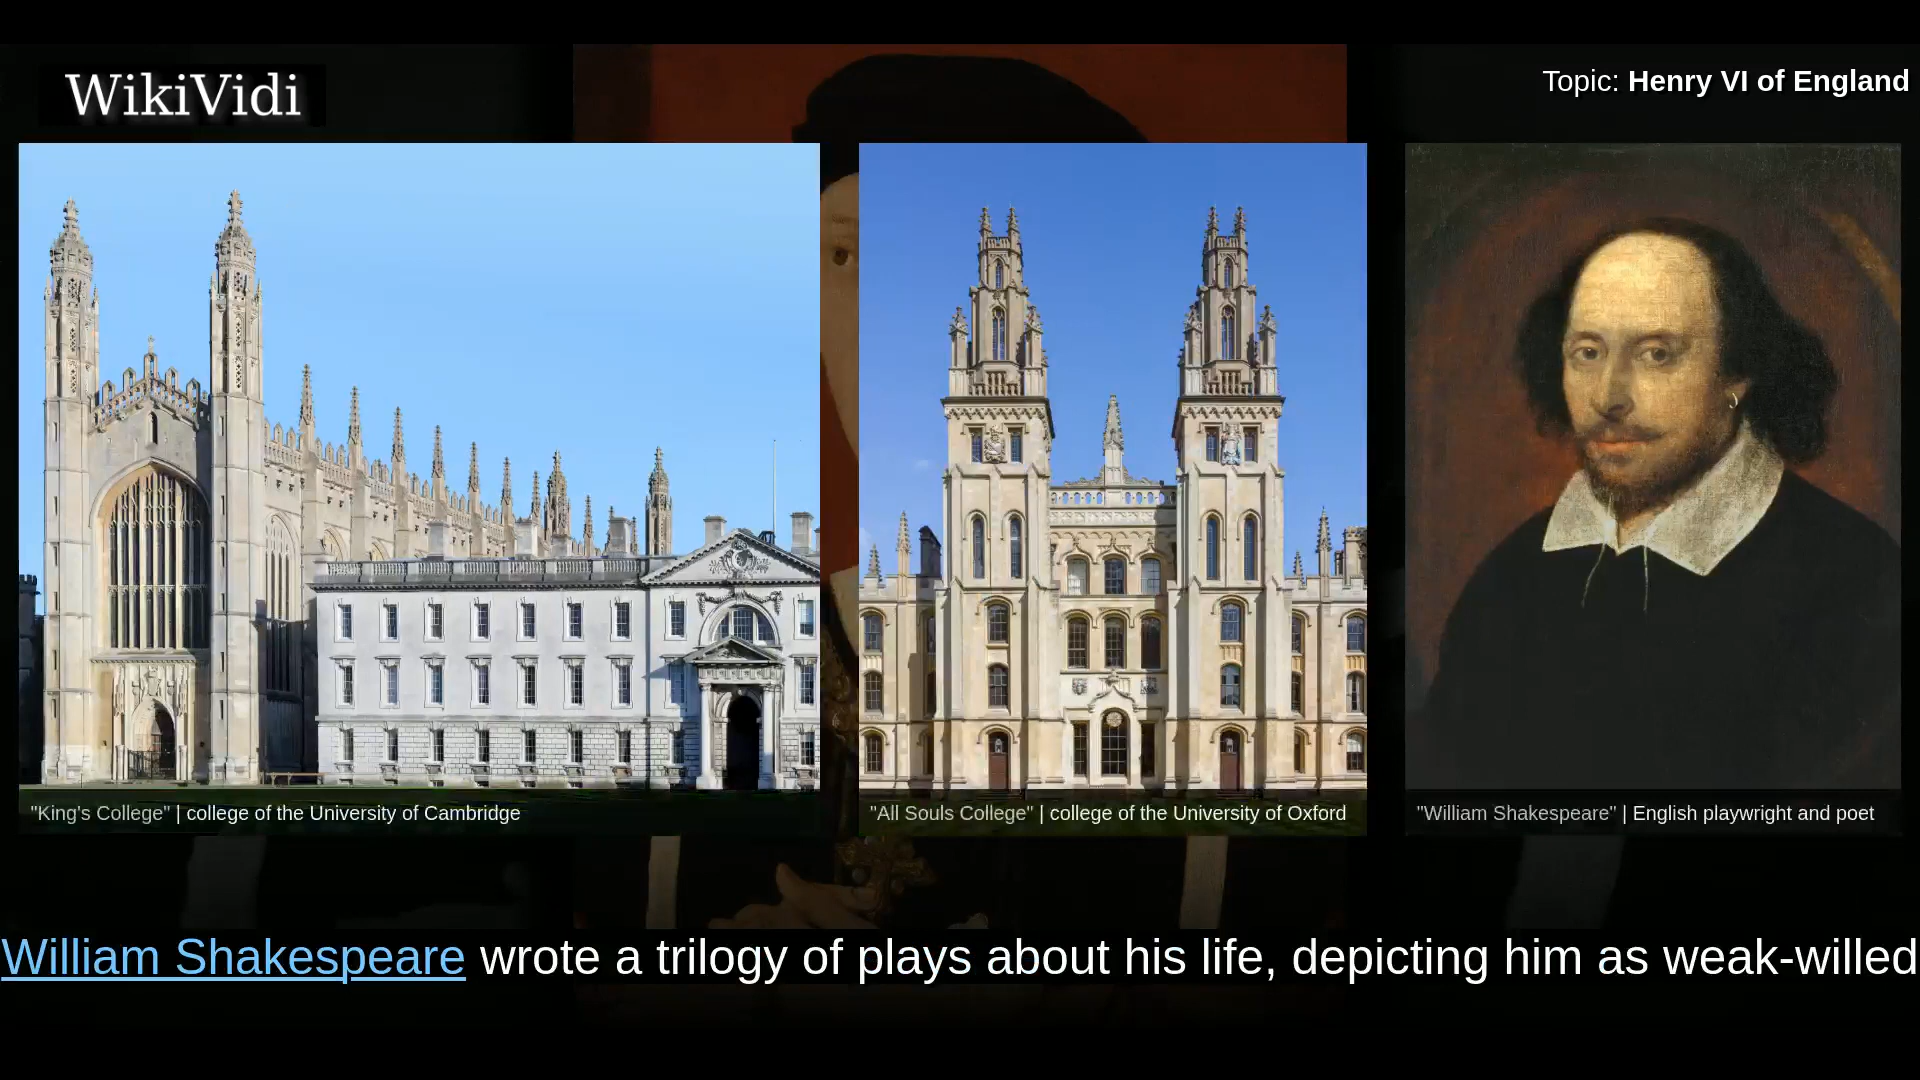 WikiVidi
Topic: Henry VI of England
"King's College" | college of the University of Cambridge
"All Souls College" | college of the University of Oxford
"William Shakespeare" | English playwright and poet
William Shakespeare wrote a trilogy of plays about his life, depicting him as weak-willed